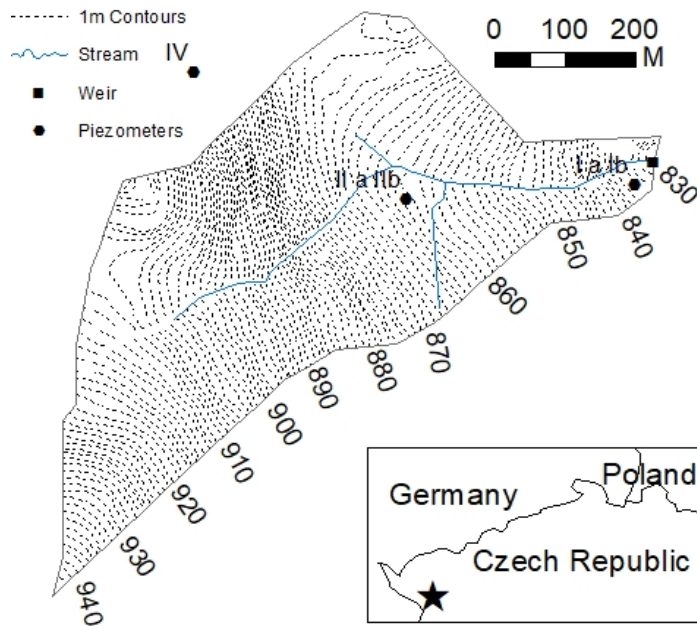 1m Contours
Stream
IV
Weir
Piezometers
0 100 200
M
I a Ib
II a IIb
830
840
850
860
870
880
890
900
910
920
930
940
Poland
Germany
Czech Republic